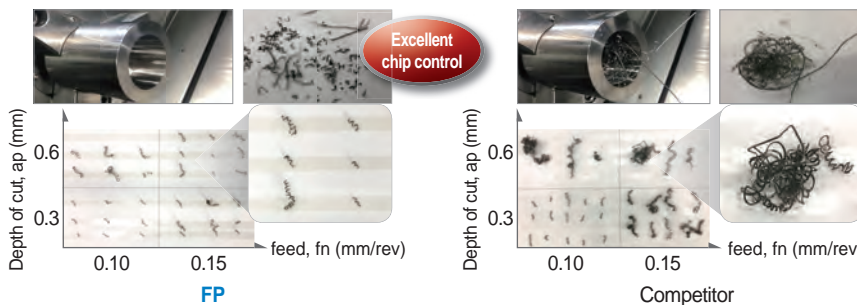 Excellent
chip control
Depth of cut, ap (mm)
0.6
0.3
0.10
0.15
feed, fn (mm/rev)
FP
Depth of cut, ap (mm)
0.6
0.3
0.10
0.15
feed, fn (mm/rev)
Competitor